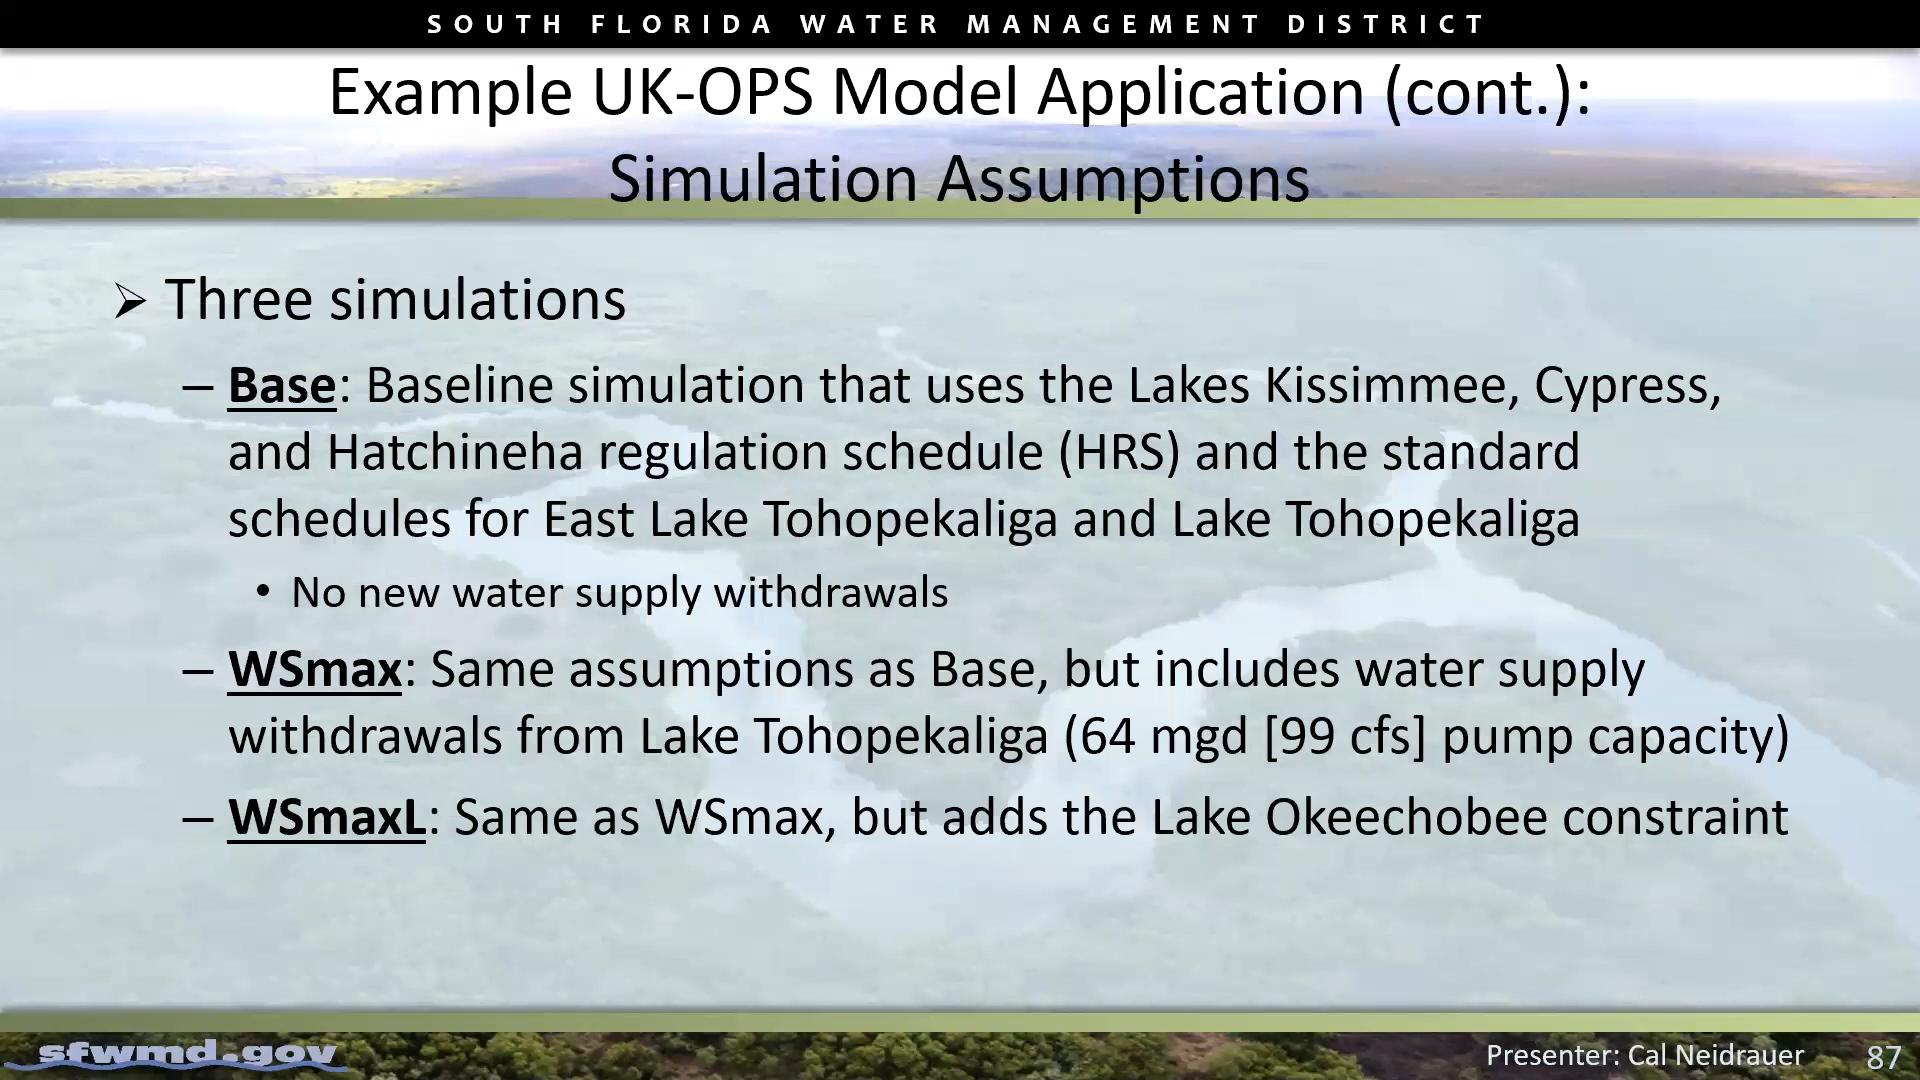 SOUTH FLORIDA WATER MANAGEMENT DISTRICT
Example UK-OPS Model Application (cont.):
Simulation Assumptions
➢ Three simulations
– Base: Baseline simulation that uses the Lakes Kissimmee, Cypress,
and Hatchineha regulation schedule (HRS) and the standard
schedules for East Lake Tohopekaliga and Lake Tohopekaliga
• No new water supply withdrawals
– WSmax: Same assumptions as Base, but includes water supply
withdrawals from Lake Tohopekaliga (64 mgd [99 cfs] pump capacity)
– WSmaxL: Same as WSmax, but adds the Lake Okeechobee constraint
sfwmd.gov
Presenter: Cal Neidrauer
87